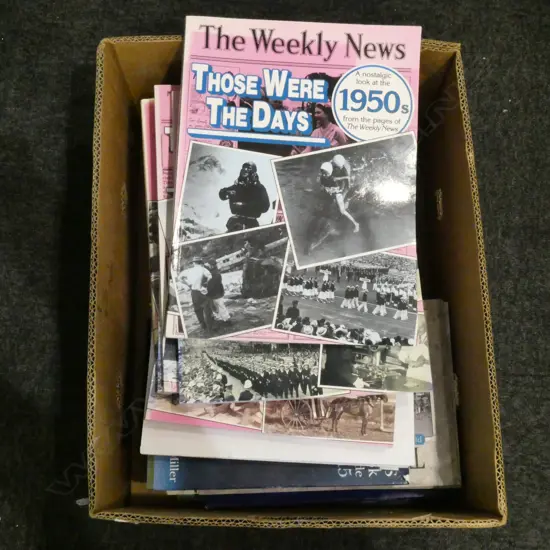 The Weekly News
THOSE WERE
THE DAYS
A nostalgic
look at the
1950s
from the pages of
The Weekly News
Miller